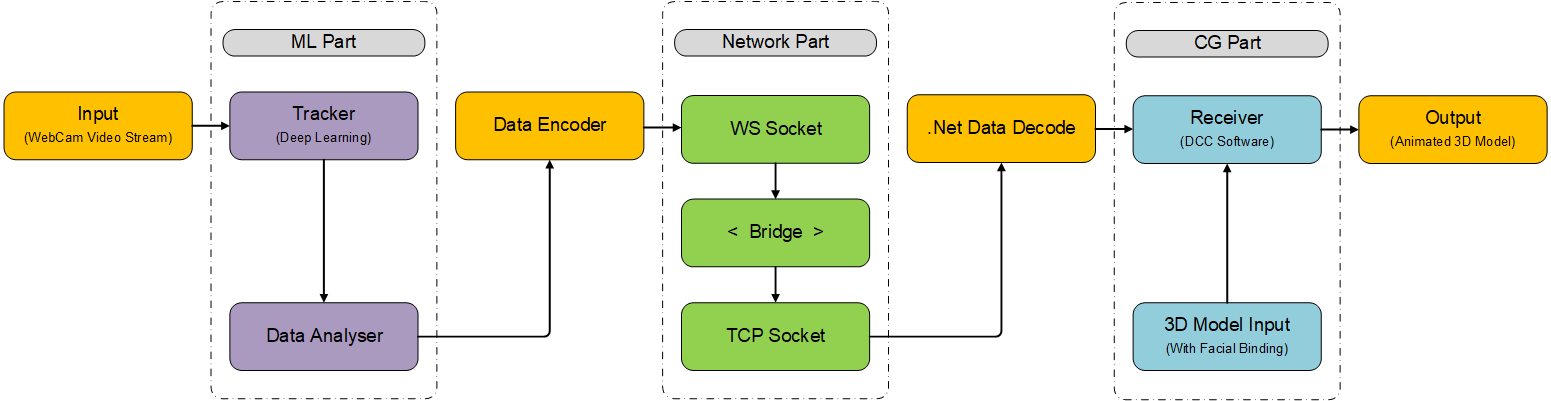 ML Part
Network Part
CG Part
Input
(WebCam Video Stream)
Tracker
(Deep Learning)
Data Analyser
Data Encoder
WS Socket
< Bridge >
TCP Socket
.Net Data Decode
Receiver
(DCC Software)
3D Model Input
(With Facial Binding)
Output
(Animated 3D Model)